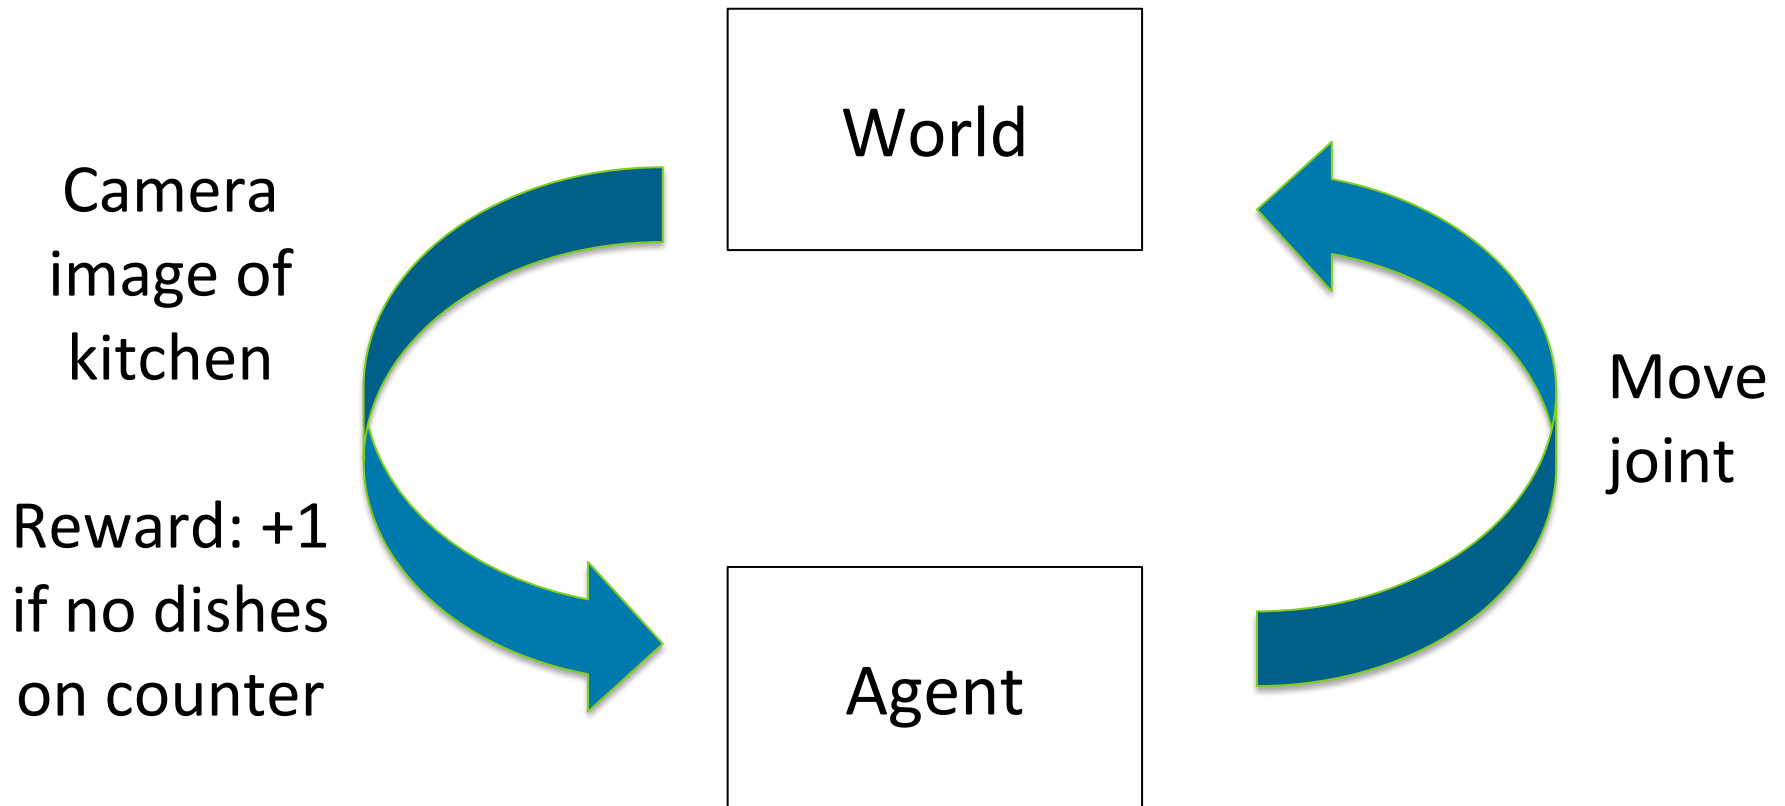 World
Camera
image of
kitchen
Reward: +1
if no dishes
on counter
Move
joint
Agent